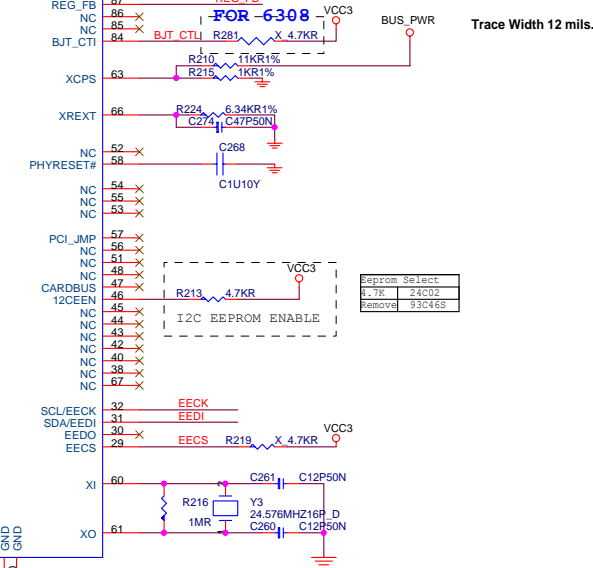 REG_FB 87 REG_FB
NC 86 FOR 6308 VCC3
NC 85 BUS_PWR Trace Width 12 mils.
BJT_CTl 84 BJT_CTL R281 X_4.7KR
R210 11KR1%
XCPS 63 R215 1KR1%
XREXT 66 R224 6.34KR1%
C274 C47P50N
NC 52 C268
PHYRESET# 58
C1U10Y
NC 54
NC 55
NC 53
PCI_JMP 57
NC 56
NC 51
NC 48 VCC3
CARDBUS 47 Eeprom Select
12CEEN 46 R213 4.7KR 4.7K 24C02
NC 45 Remove 93C46S
NC 44 I2C EEPROM ENABLE
NC 43
NC 42
NC 40
NC 38
NC 67
SCL/EECK 32 EECK
SDA/EEDI 31 EEDI
EEDO 30 VCC3
EECS 29 EECS R219 X_4.7KR
XI 60 C261 C12P50N
2
R216 Y3
1MR 24.576MHZ16P_D
XO 61 1 C260 C12P50N
GND
GND